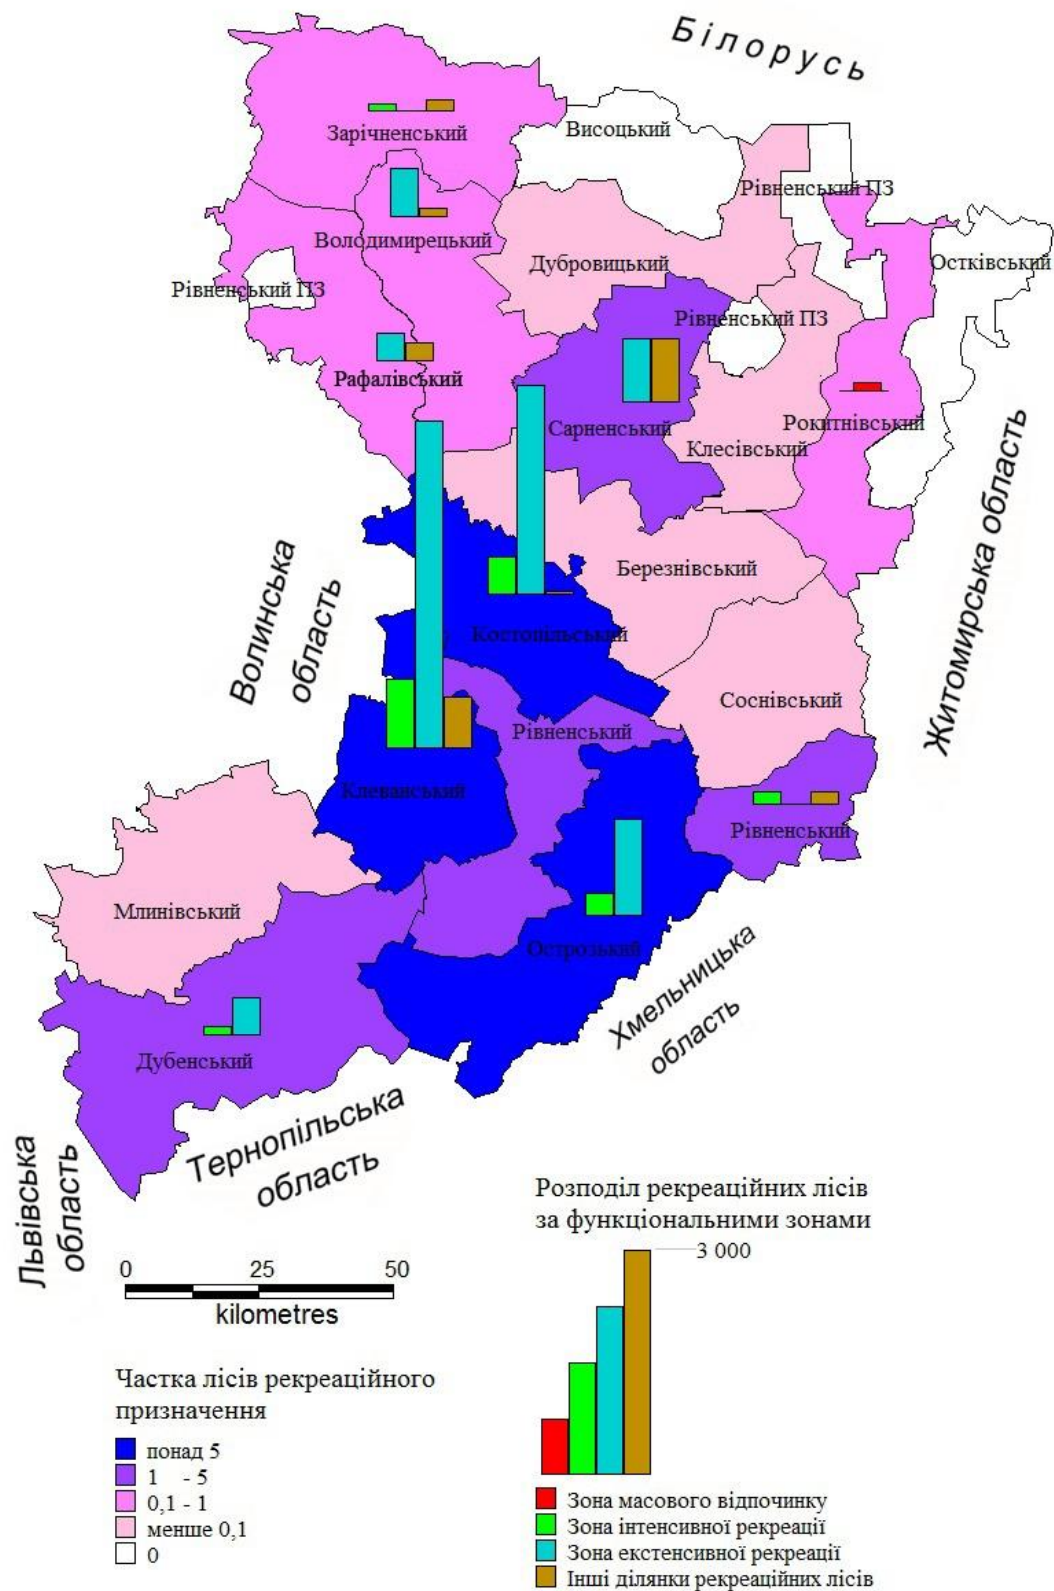 Білорусь
Зарічненський
Висоцький
Рівненський ПЗ
Володимирецький
Дубровицький
Остківський
Рівненський ПЗ
Рівненський ПЗ
Рафалівський
Сарненський
Рокитнівський
Клесівський
Березнівський
Волинська
область
Костопільський
Житомирська область
Соснівський
Рівненський
Клеванський
Рівненський
Млинівський
Острозький
Хмельницька
область
Дубенський
Тернопільська
область
Львівська
область
0 25 50
kilometres
Розподіл рекреаційних лісів
за функціональними зонами
3 000
Частка лісів рекреаційного
призначення
понад 5
1 - 5
0,1 - 1
менше 0,1
0
Зона масового відпочинку
Зона інтенсивної рекреації
Зона екстенсивної рекреації
Інші ділянки рекреаційних лісів